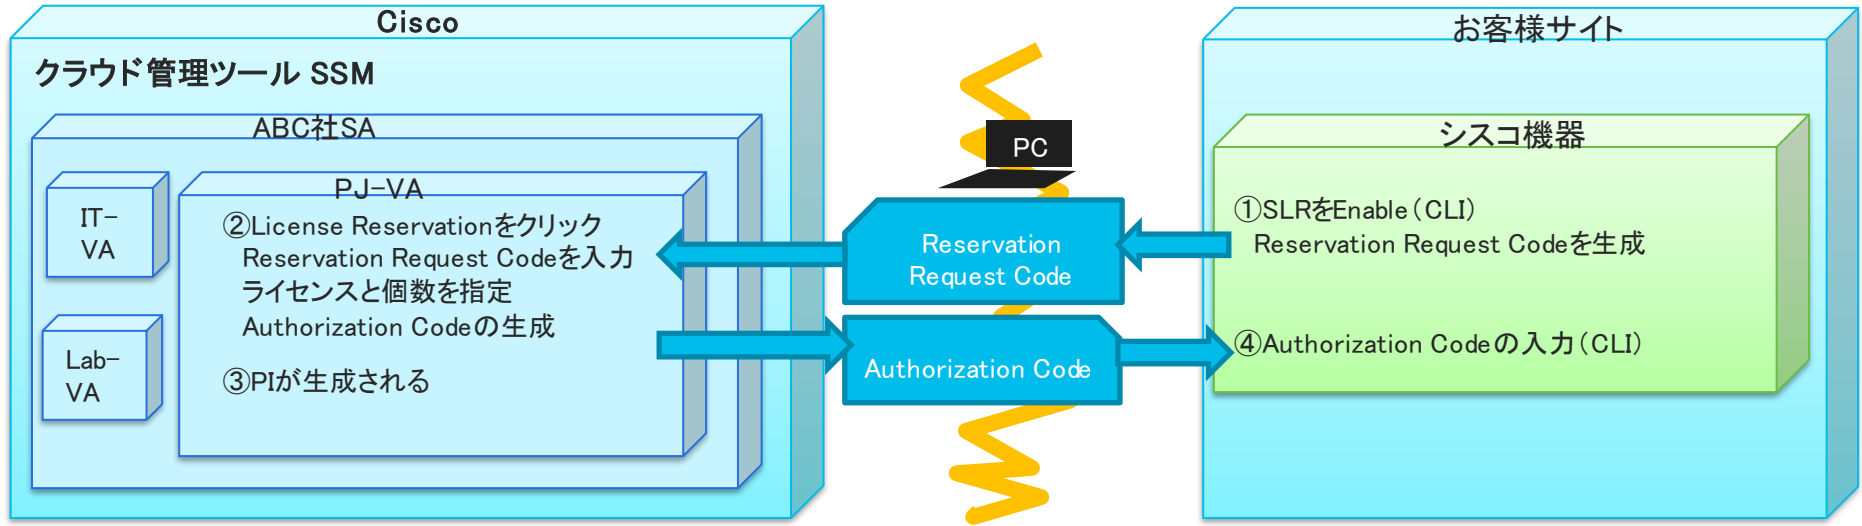 Cisco
クラウド管理ツール SSM
ABC社SA
IT-
VA
Lab-
VA
PJ-VA
②License Reservationをクリック
Reservation Request Codeを入力
ライセンスと個数を指定
Authorization Codeの生成
③PIが生成される
PC
Reservation
Request Code
Authorization Code
お客様サイト
シスコ機器
①SLRをEnable（CLI）
Reservation Request Codeを生成
④Authorization Codeの入力（CLI）